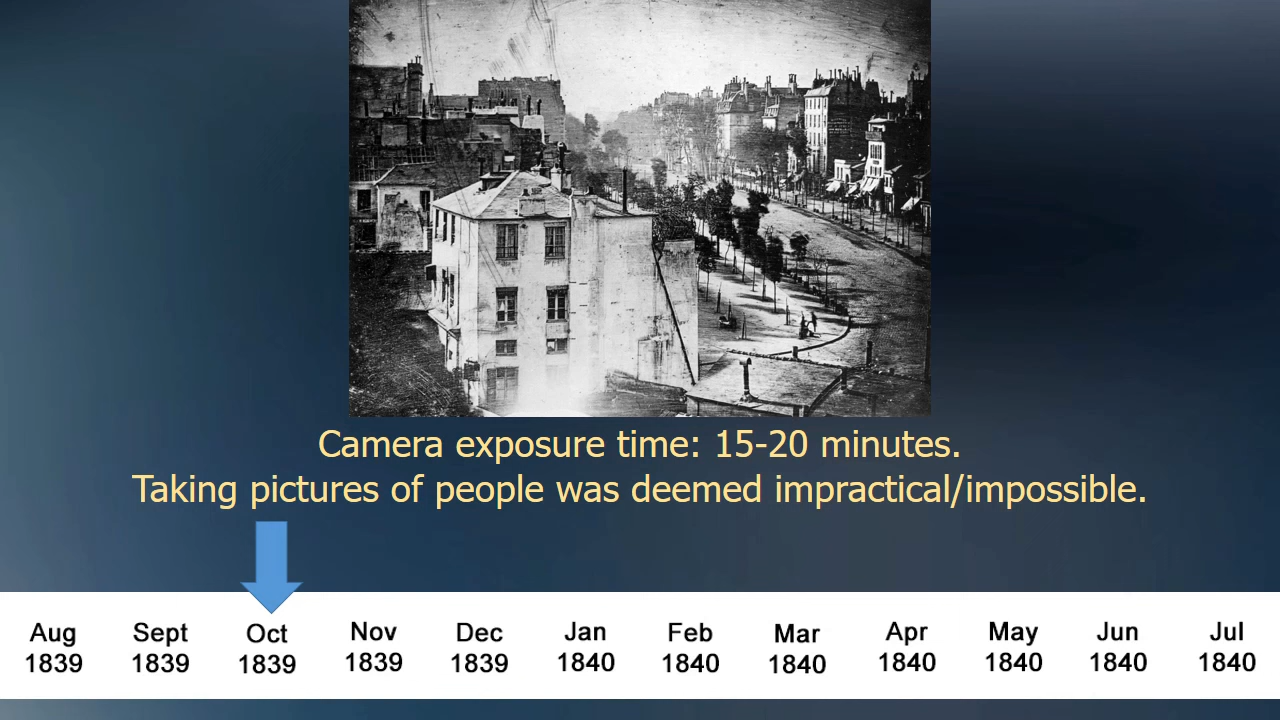 Camera exposure time: 15-20 minutes.
Taking pictures of people was deemed impractical/impossible.
Aug Sept Oct Nov Dec Jan Feb Mar Apr May Jun Jul
1839 1839 1839 1839 1839 1840 1840 1840 1840 1840 1840 1840